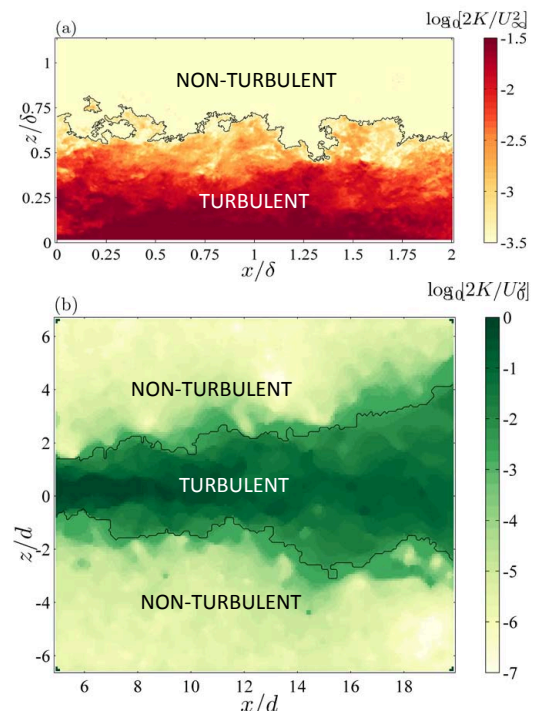 (a)
log₁₀[2K/U²∞]
NON-TURBULENT
TURBULENT
z/δ
1
0.75
0.5
0.25
0
0 0.25 0.5 0.75 1 1.25 1.5 1.75 2
x/δ
-1.5
-2
-2.5
-3
-3.5
(b)
log₁₀[2K/U²₀]
NON-TURBULENT
TURBULENT
NON-TURBULENT
z/d
6
4
2
0
-2
-4
-6
6 8 10 12 14 16 18
x/d
0
-1
-2
-3
-4
-5
-6
-7